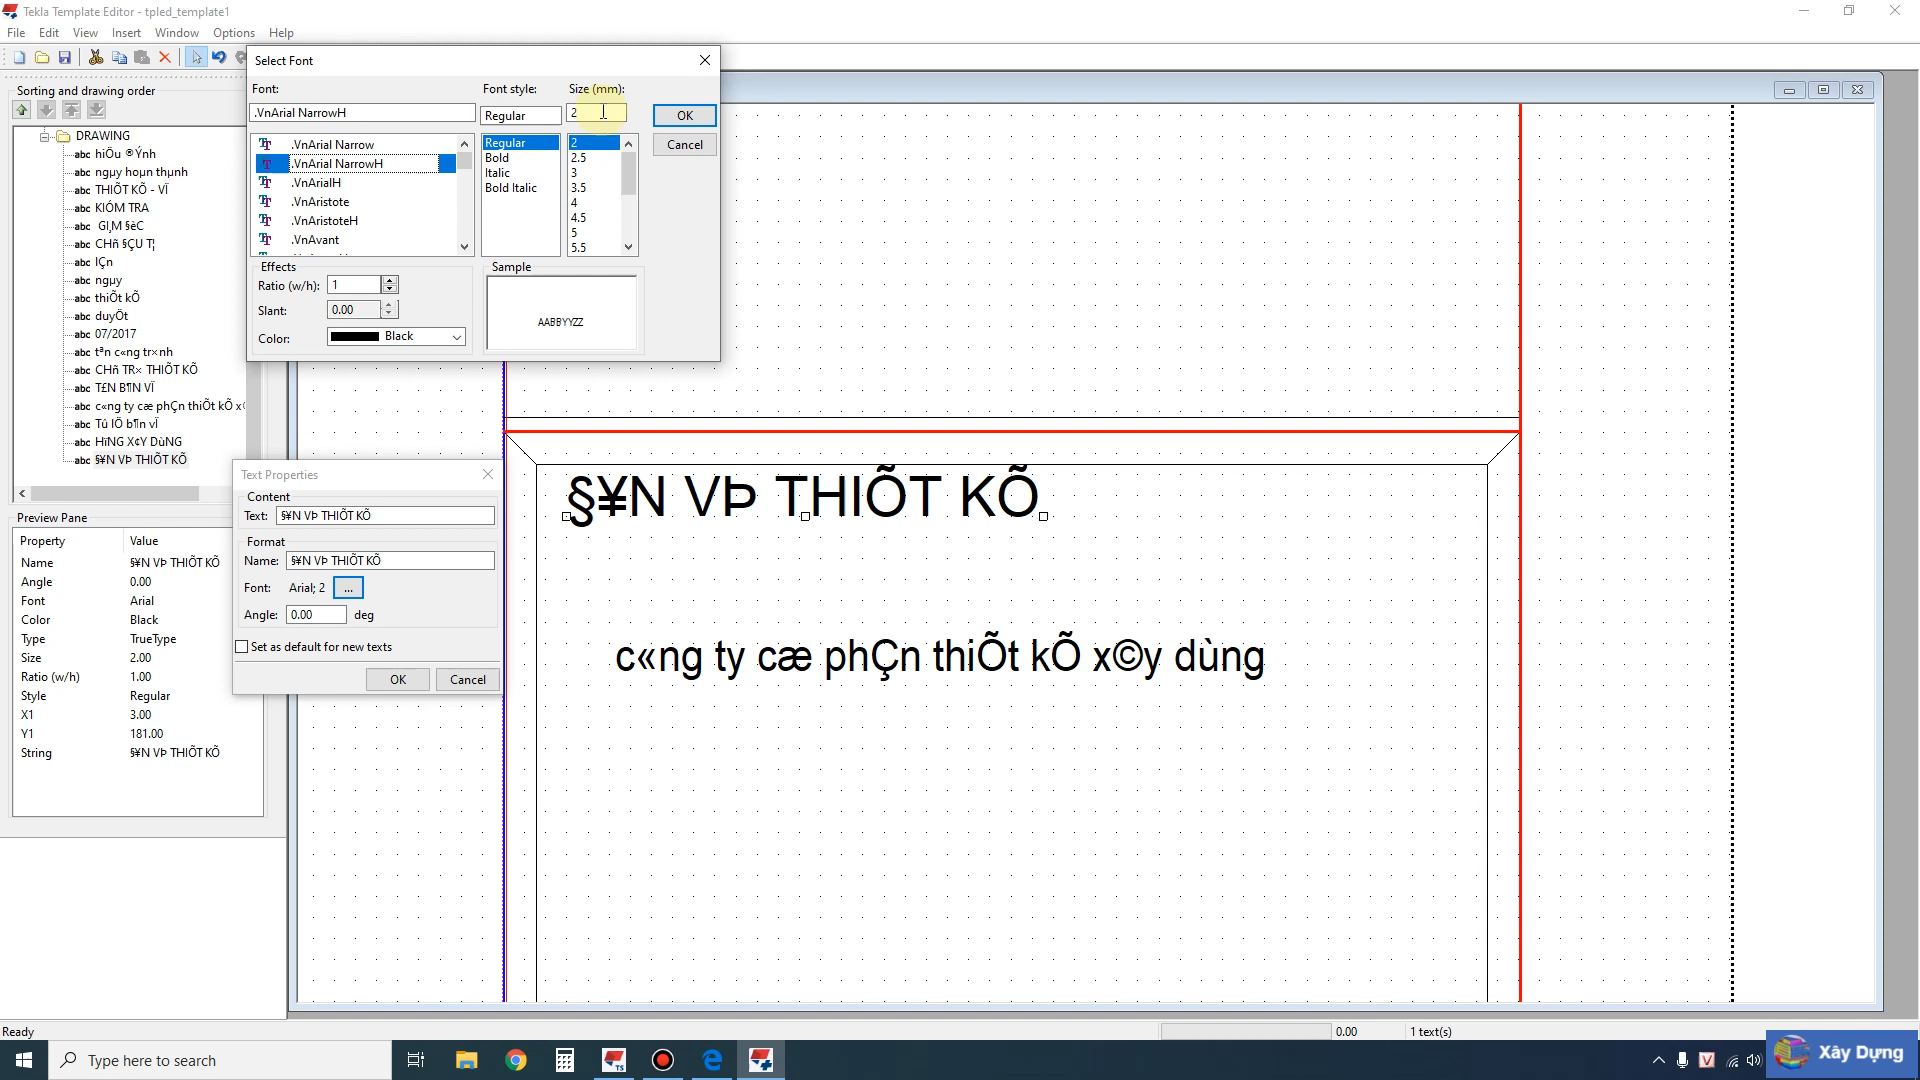 Tekla Template Editor - tpled_template1
File Edit View Insert Window Options Help
Sorting and drawing order
DRAWING
abc hiÖu ®Ýnh
abc ngµy hoµn thµnh
abc THIÕT KÕ - VÏ
abc KIÓM TRA
abc GI¸M §èC
abc CHñ §ÇU T¦
abc lÇn
abc ngµy
abc thiÕt kÕ
abc duyÖt
abc 07/2017
abc tªn c«ng tr×nh
abc CHñ TR× THIÕT KÕ
abc T£N B¶N VÏ
abc c«ng ty cæ phÇn thiÕt kÕ x
abc Tû lÖ b¶n vÏ
abc X¢Y DùNG
abc §¥N VÞ THIÕT KÕ
Preview Pane
Property Value
Name §¥N VÞ THIÕT KÕ
Angle 0.00
Font Arial
Color Black
Type TrueType
Size 2.00
Ratio (w/h) 1.00
Style Regular
X1 3.00
Y1 181.00
String §¥N VÞ THIÕT KÕ
Select Font
Font: Font style: Size (mm):
.VnArial NarrowH Regular 2 OK
.VnArial Narrow Regular 2 Cancel
.VnArial NarrowH Bold 2.5
.VnArialH Italic 3
.VnAristote Bold Italic 3.5
.VnAristoteH 4
.VnAvant 4.5
5
5.5
Effects Sample
Ratio (w/h): 1
Slant: 0.00
Color: Black
AABBYYZZ
Text Properties
Content
Text: §¥N VÞ THIÕT KÕ
Format
Name: §¥N VÞ THIÕT KÕ
Font: Arial; 2 ...
Angle: 0.00 deg
Set as default for new texts
OK Cancel
§¥N VÞ THIÕT KÕ
c«ng ty cæ phÇn thiÕt kÕ x©y dùng
Ready 0.00 1 text(s)
Type here to search
TS
V
Xây Dựng